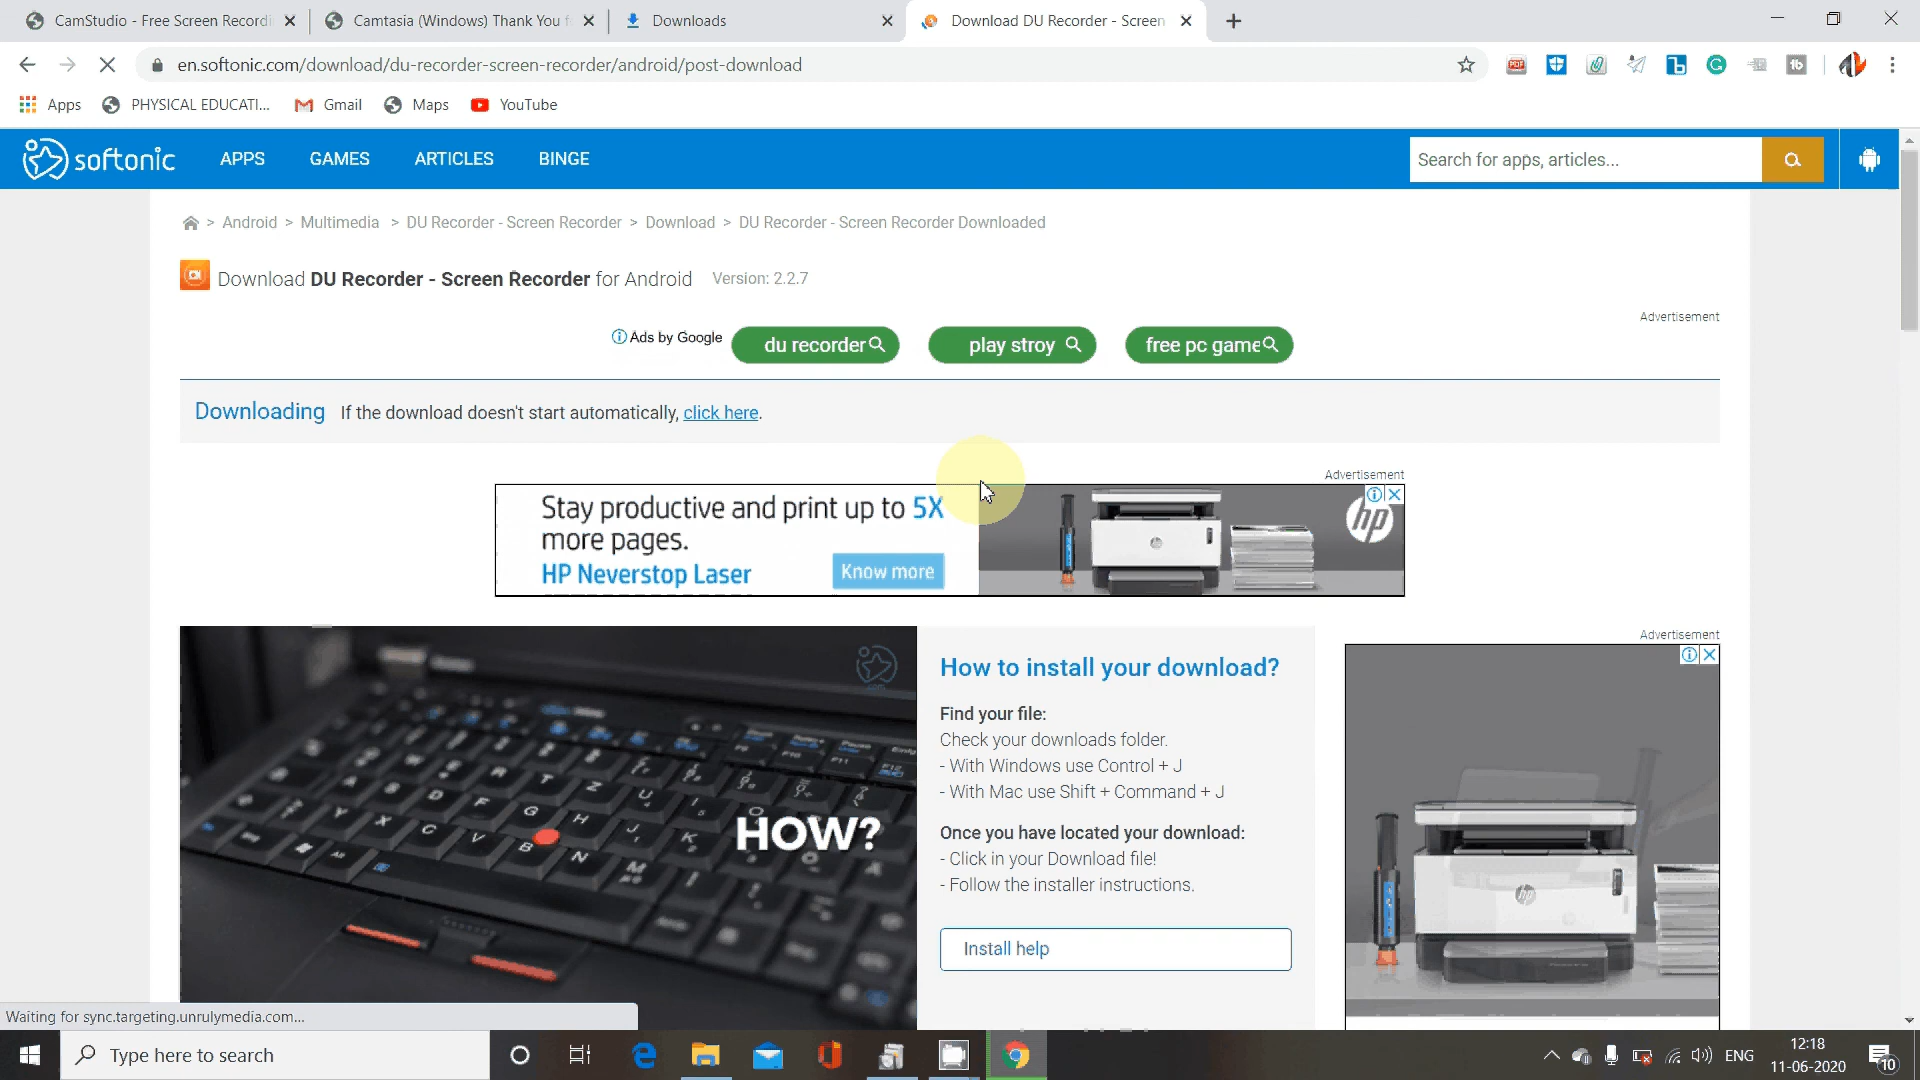 CamStudio - Free Screen Recordi
Camtasia (Windows) Thank You f
Downloads
Download DU Recorder - Screen
en.softonic.com/download/du-recorder-screen-recorder/android/post-download
Apps
PHYSICAL EDUCATI...
Gmail
Maps
YouTube
softonic
APPS
GAMES
ARTICLES
BINGE
Search for apps, articles...
> Android > Multimedia > DU Recorder - Screen Recorder > Download > DU Recorder - Screen Recorder Downloaded
Download DU Recorder - Screen Recorder for Android Version: 2.2.7
Advertisement
Ads by Google
du recorder
play stroy
free pc game
Downloading If the download doesn't start automatically, click here.
Advertisement
Stay productive and print up to 5X
more pages.
HP Neverstop Laser
Know more
hp
Advertisement
HOW?
How to install your download?
Find your file:
Check your downloads folder.
- With Windows use Control + J
- With Mac use Shift + Command + J
Once you have located your download:
- Click in your Download file!
- Follow the installer instructions.
Install help
hp
Waiting for sync.targeting.unrulymedia.com...
Type here to search
ENG
12:18
11-06-2020
10